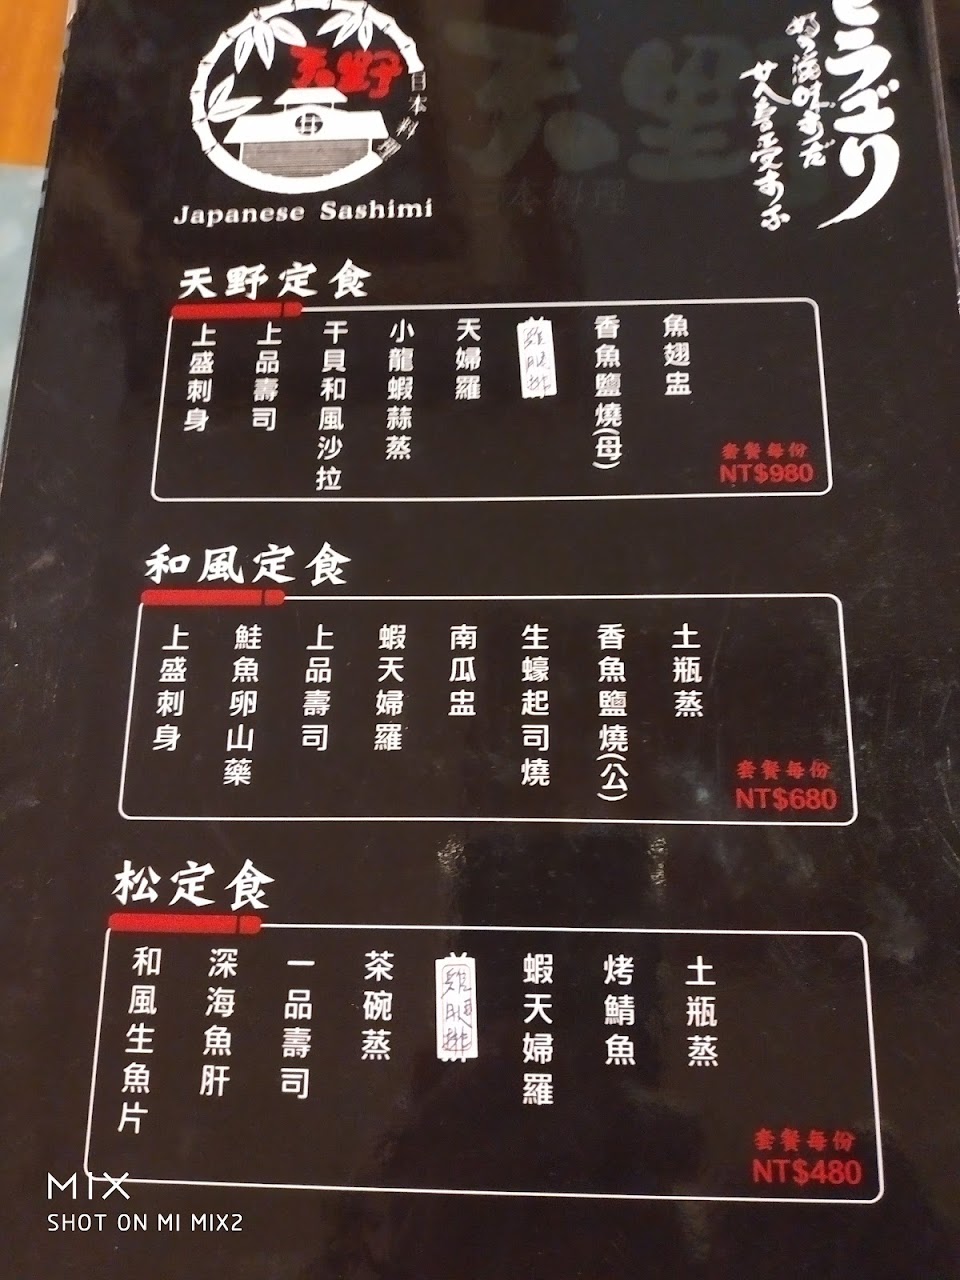 天野
日本料理
Japanese Sashimi
天野定食
上盛刺身
上品壽司
干貝和風沙拉
小龍蝦蒜蒸
天婦羅
雞腿排
香魚鹽燒(母)
魚翅盅
套餐每份
NT$980
和風定食
上盛刺身
鮭魚卵山藥
上品壽司
蝦天婦羅
南瓜盅
生蠔起司燒
香魚鹽燒(公)
土瓶蒸
套餐每份
NT$680
松定食
和風生魚片
深海魚肝
一品壽司
茶碗蒸
雞腿排
蝦天婦羅
烤鯖魚
土瓶蒸
套餐每份
NT$480
MIX
SHOT ON MI MIX2